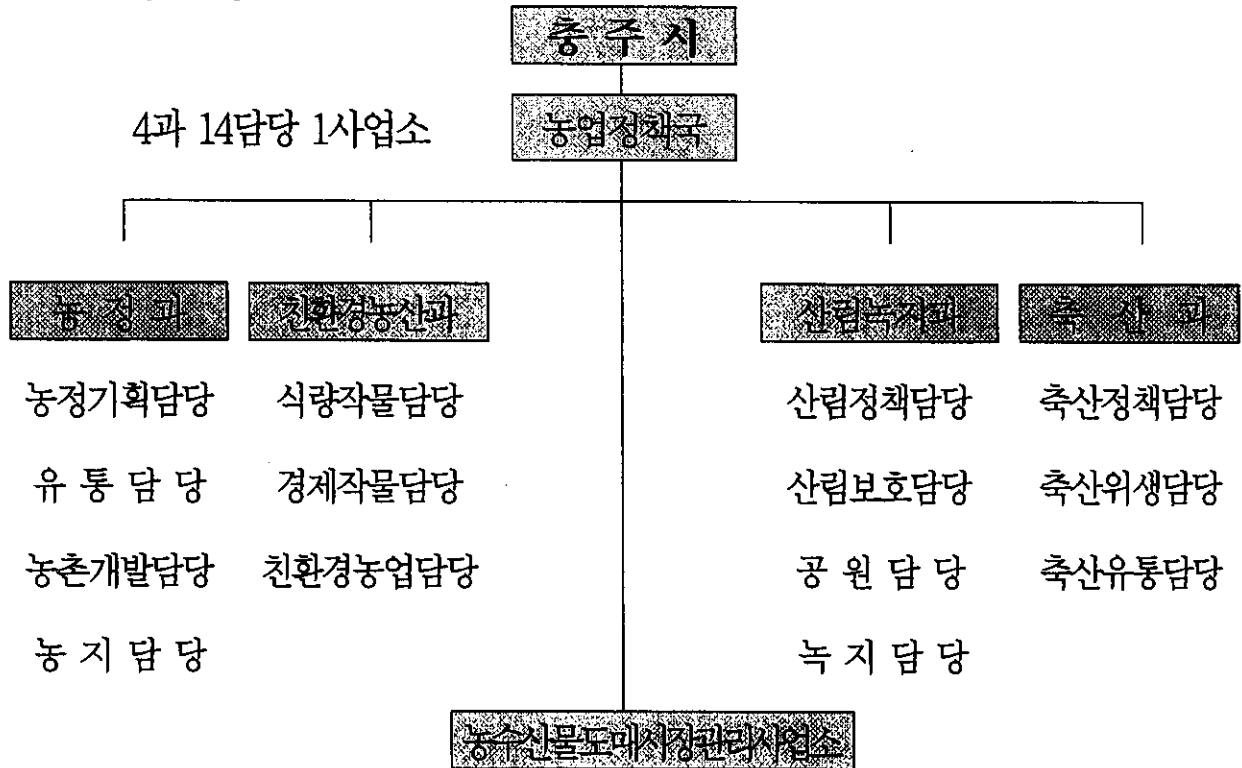 충 주 시
4과 14담당 1사업소
농업정책국
농 정 과 친환경농산과 산림녹지과 축 산 과
농정기획담당 식량작물담당 산림정책담당 축산정책담당
유 통 담 당 경제작물담당 산림보호담당 축산위생담당
농촌개발담당 친환경농업담당 공 원 담 당 축산유통담당
농 지 담 당 녹 지 담 당
농수산물도매시장관리사업소